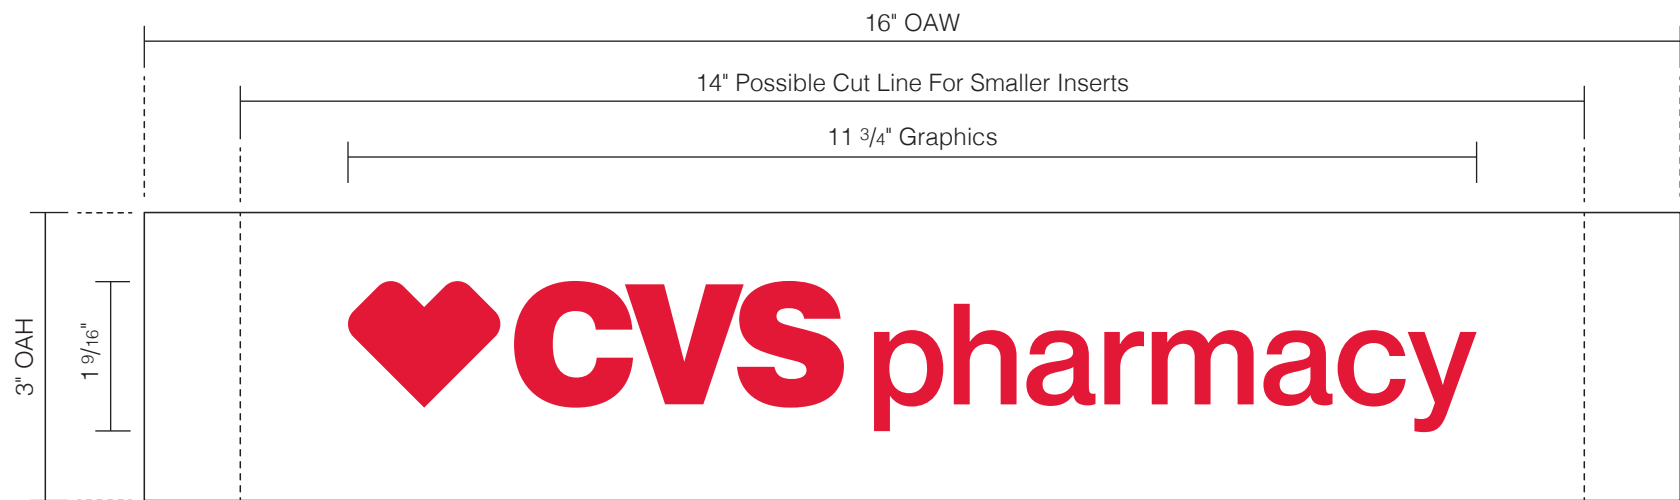 16" OAW
14" Possible Cut Line For Smaller Inserts
11 3/4" Graphics
3" OAH
1 9/16"
CVS pharmacy